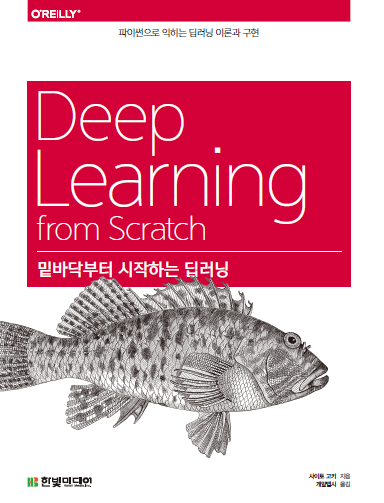 O'REILLY®
파이썬으로 익히는 딥러닝 이론과 구현
Deep
Learning
from Scratch
밑바닥부터 시작하는 딥러닝
한빛미디어
사이토 고키 지음
개앞맵시 옮김